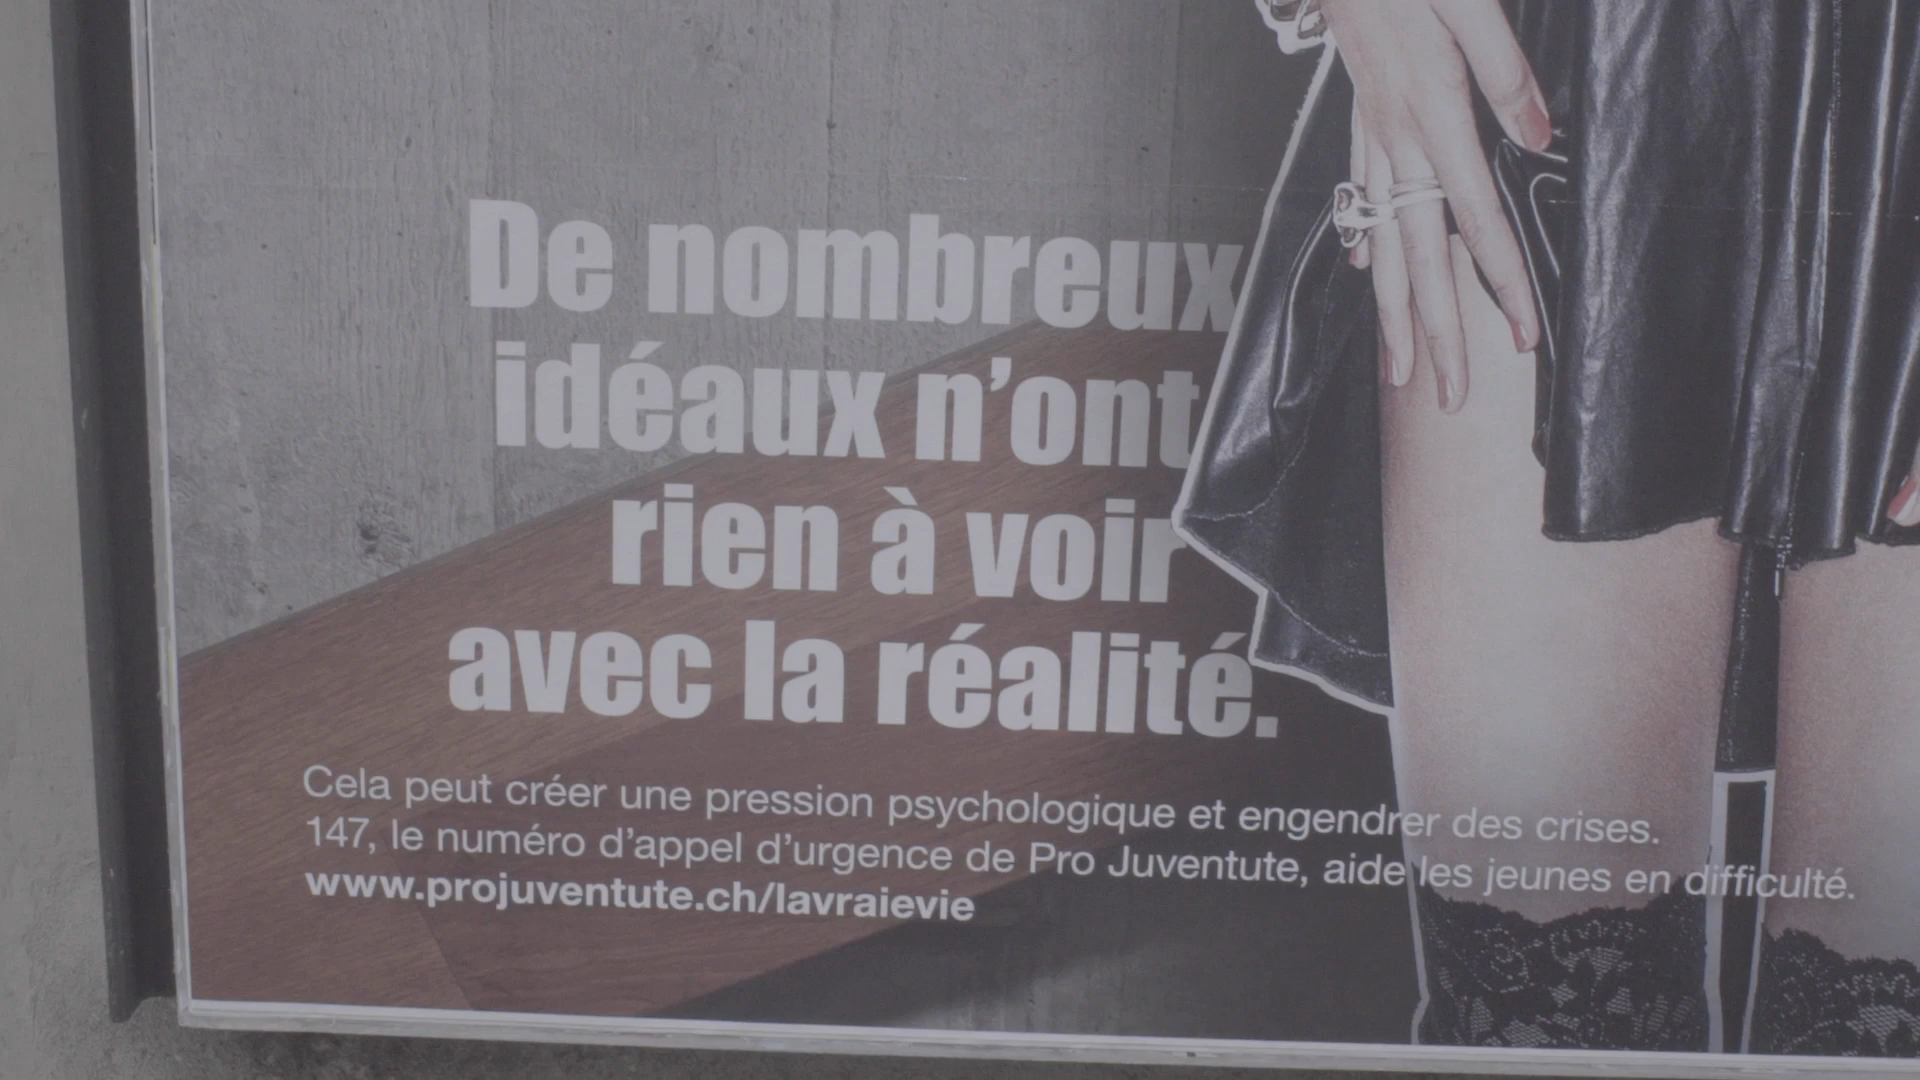 De nombreux
idéaux n’ont
rien à voir
avec la réalité.
Cela peut créer une pression psychologique et engendrer des crises.
147, le numéro d’appel d’urgence de Pro Juventute, aide les jeunes en difficulté.
www.projuventute.ch/lavraievie